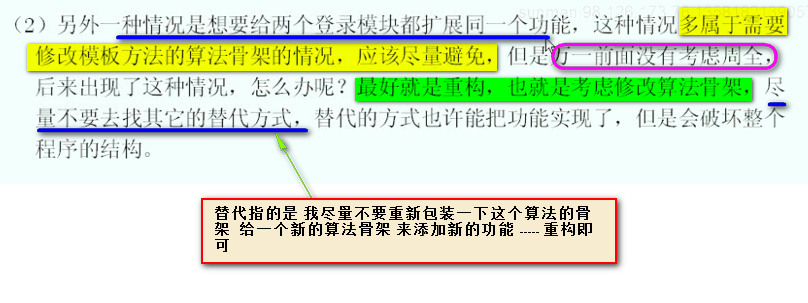 （2）另外一种情况是想要给两个登录模块都扩展同一个功能，这种情况多属于需要
修改模板方法的算法骨架的情况，应该尽量避免，但是万一前面没有考虑周全，
后来出现了这种情况，怎么办呢？最好就是重构，也就是考虑修改算法骨架，尽
量不要去找其它的替代方式，替代的方式也许能把功能实现了，但是会破坏整个
程序的结构。
替代指的是 我尽量不要重新包装一下这个算法的骨
架 给一个新的算法骨架 来添加新的功能 ----- 重构即
可